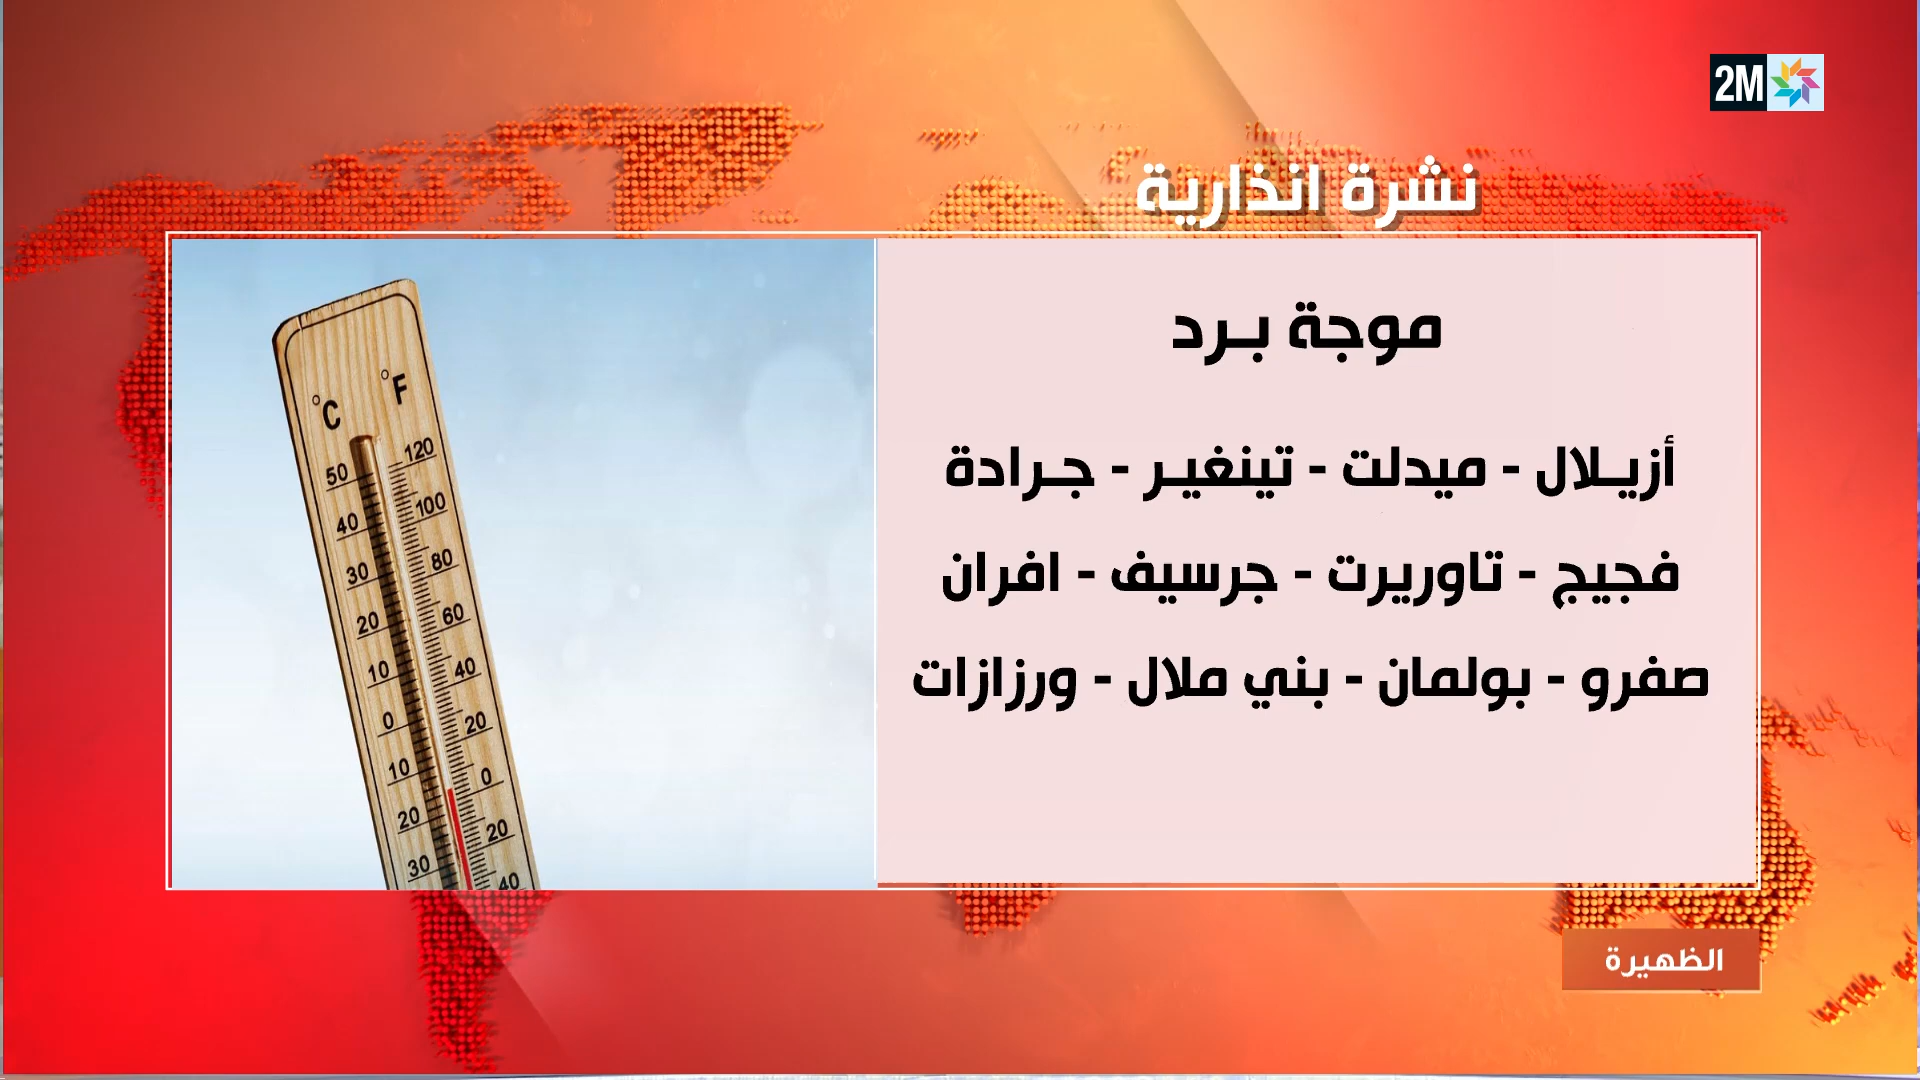 2M
نشرة انذارية
موجة بـرد
أزيـلال - ميدلت - تينغيـر - جـرادة
فجيج - تاوريرت - جرسيف - افران
صفرو - بولمان - بني ملال - ورزازات
°C °F
50 120
40 100
30 80
20 60
10 40
0 20
10 0
20 20
30 40
الظهيرة